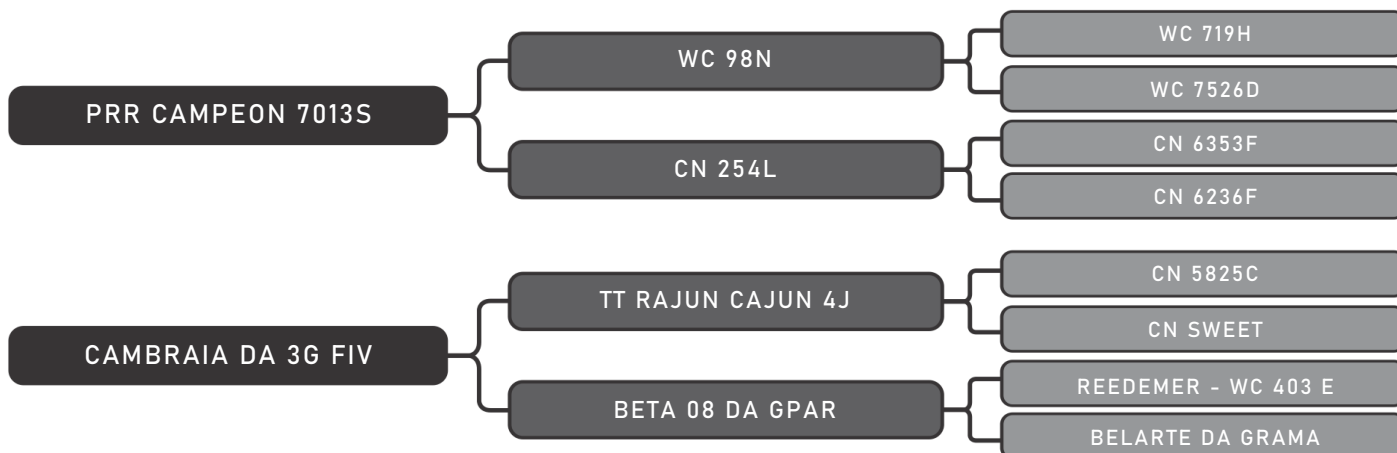 WC 719H
WC 98N
WC 7526D
PRR CAMPEON 7013S
CN 6353F
CN 254L
CN 6236F
CN 5825C
TT RAJUN CAJUN 4J
CN SWEET
CAMBRAIA DA 3G FIV
REEDEMER - WC 403 E
BETA 08 DA GPAR
BELARTE DA GRAMA